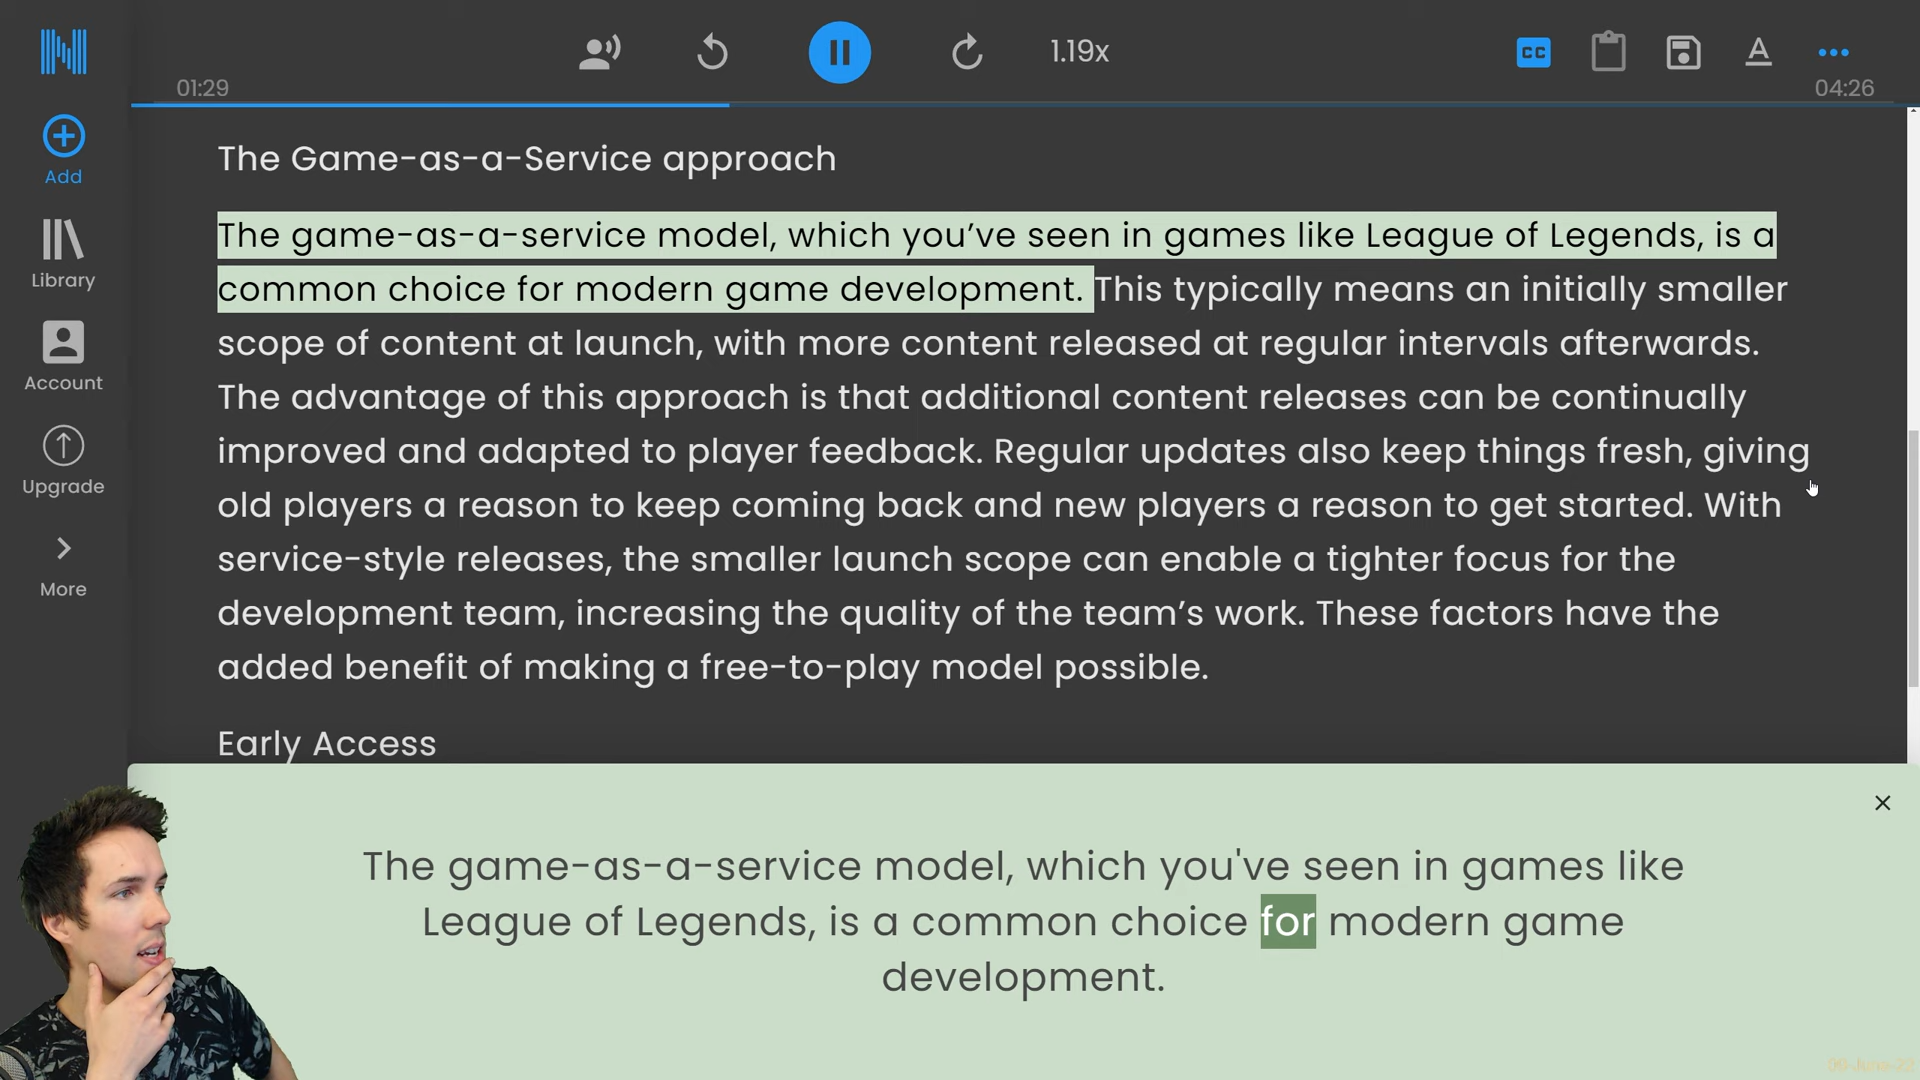 1.19x
CC
01:29
04:26
Add
Library
Account
Upgrade
More
The Game-as-a-Service approach
The game-as-a-service model, which you’ve seen in games like League of Legends, is a
common choice for modern game development. This typically means an initially smaller
scope of content at launch, with more content released at regular intervals afterwards.
The advantage of this approach is that additional content releases can be continually
improved and adapted to player feedback. Regular updates also keep things fresh, giving
old players a reason to keep coming back and new players a reason to get started. With
service-style releases, the smaller launch scope can enable a tighter focus for the
development team, increasing the quality of the team’s work. These factors have the
added benefit of making a free-to-play model possible.
Early Access
The game-as-a-service model, which you've seen in games like
League of Legends, is a common choice for modern game
development.